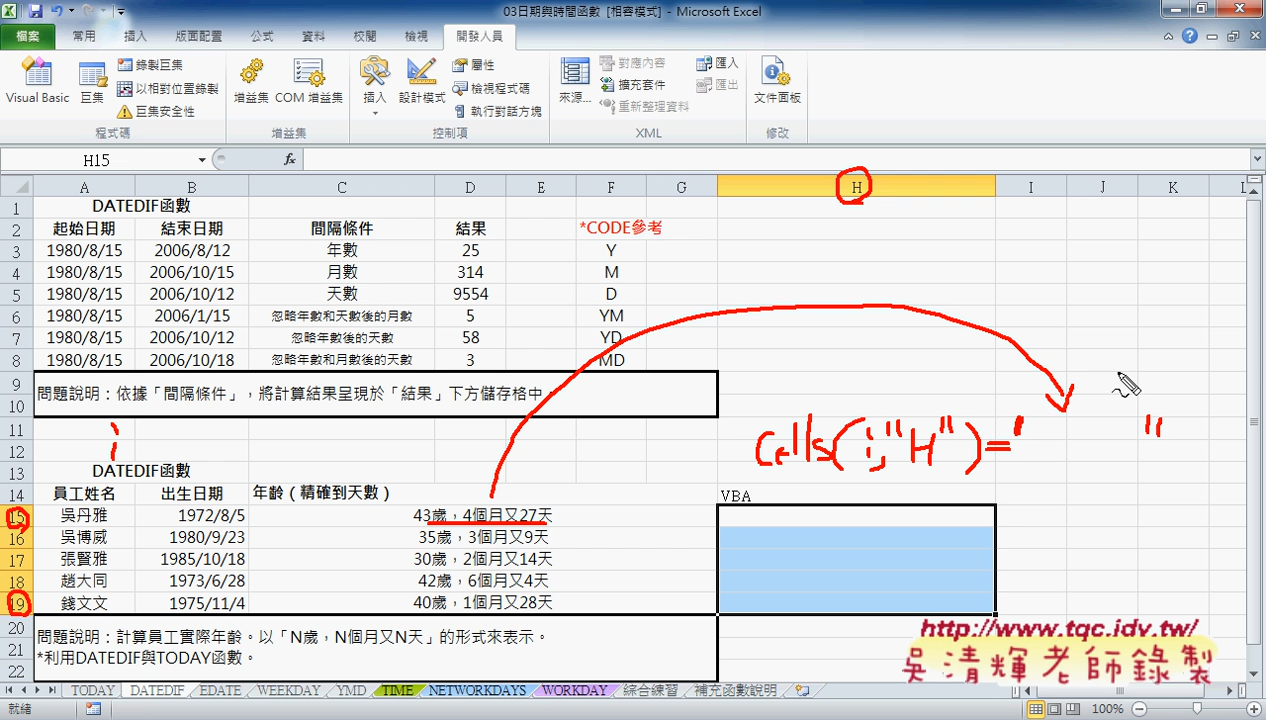 03日期與時間函數 [相容模式] - Microsoft Excel
檔案 常用 插入 版面配置 公式 資料 校閱 檢視 開發人員
Visual Basic 巨集 錄製巨集 以相對位置錄製 巨集安全性 程式碼
增益集 COM 增益集 增益集
插入 設計模式 屬性 檢視程式碼 執行對話方塊 控制項
來源... 對應內容 擴充套件 重新整理資料 匯入 匯出 XML
文件面板 修改
H15 fx
A B C D E F G H I J K L
1 DATEDIF函數
2 起始日期 結束日期 間隔條件 結果 *CODE參考
3 1980/8/15 2006/8/12 年數 25 Y
4 1980/8/15 2006/10/15 月數 314 M
5 1980/8/15 2006/10/12 天數 9554 D
6 1980/8/15 2006/1/15 忽略年數和天數後的月數 5 YM
7 1980/8/15 2006/10/12 忽略年數後的天數 58 YD
8 1980/8/15 2006/10/18 忽略年數和月數後的天數 3 MD
9
問題說明：依據「間隔條件」，將計算結果呈現於「結果」下方儲存格中。
10
11
i
Cells(i,"H")=" "
12
13 DATEDIF函數
14 員工姓名 出生日期 年齡（精確到天數） VBA
15 吳丹雅 1972/8/5 43歲，4個月又27天
16 吳博威 1980/9/23 35歲，3個月又9天
17 張賢雅 1985/10/18 30歲，2個月又14天
18 趙大同 1973/6/28 42歲，6個月又4天
19 錢文文 1975/11/4 40歲，1個月又28天
20 問題說明：計算員工實際年齡。以「N歲，N個月又N天」的形式來表示。
21 *利用DATEDIF與TODAY函數。
22
http://www.tqc.idv.tw/
吳清輝老師錄製
TODAY DATEDIF EDATE WEEKDAY YMD TIME NETWORKDAYS WORKDAY 綜合練習 補充函數說明
就緒 100%